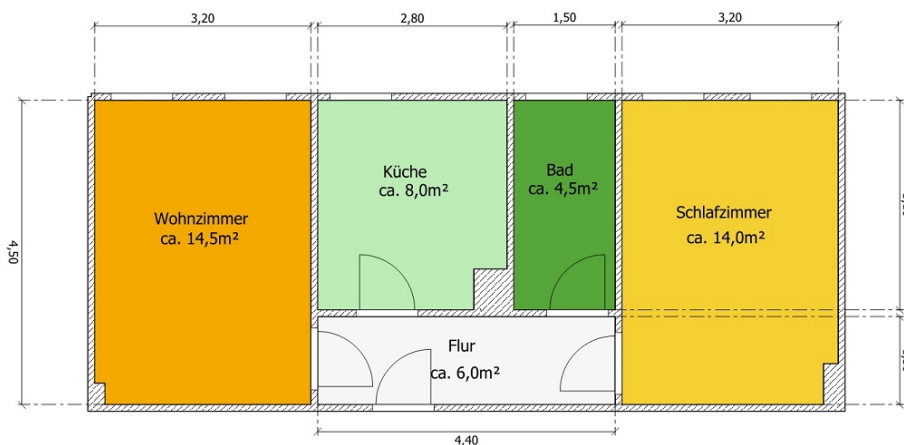 3,20
2,80
1,50
3,20
Küche
ca. 8,0m²
Bad
ca. 4,5m²
Wohnzimmer
ca. 14,5m²
Schlafzimmer
ca. 14,0m²
4,50
Flur
ca. 6,0m²
4,40